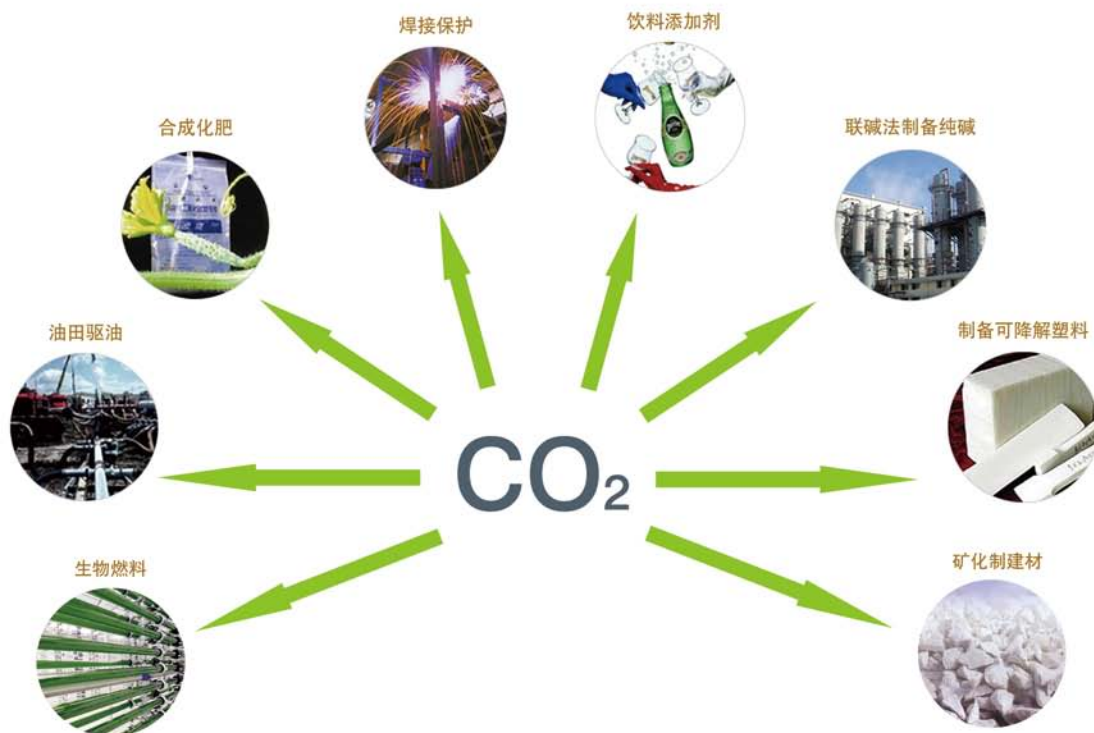 焊接保护
饮料添加剂
合成化肥
联碱法制备纯碱
油田驱油
制备可降解塑料
CO₂
生物燃料
矿化制建材